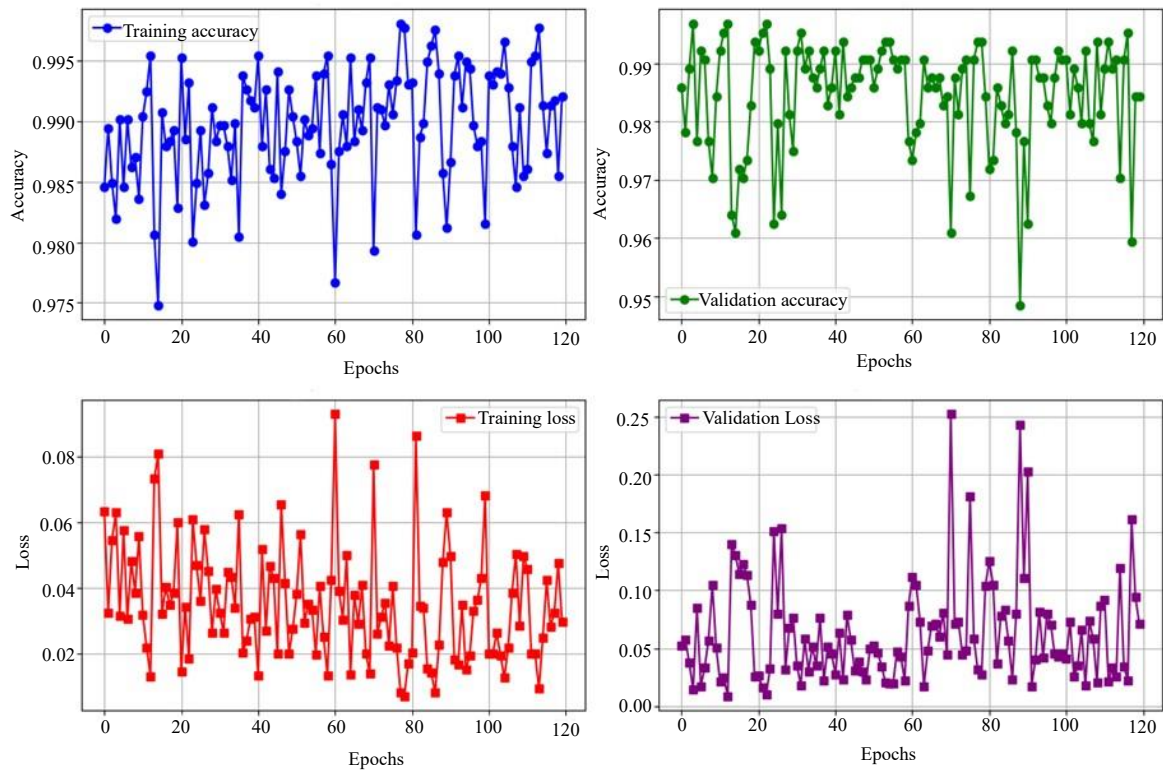 Training accuracy
0.995
0.990
0.985
0.980
0.975
Accuracy
0 20 40 60 80 100 120
Epochs
0.99
0.98
0.97
0.96
0.95
Accuracy
Validation accuracy
0 20 40 60 80 100 120
Epochs
Training loss
0.08
0.06
0.04
0.02
Loss
0 20 40 60 80 100 120
Epochs
Validation Loss
0.25
0.20
0.15
0.10
0.05
0.00
Loss
0 20 40 60 80 100 120
Epochs